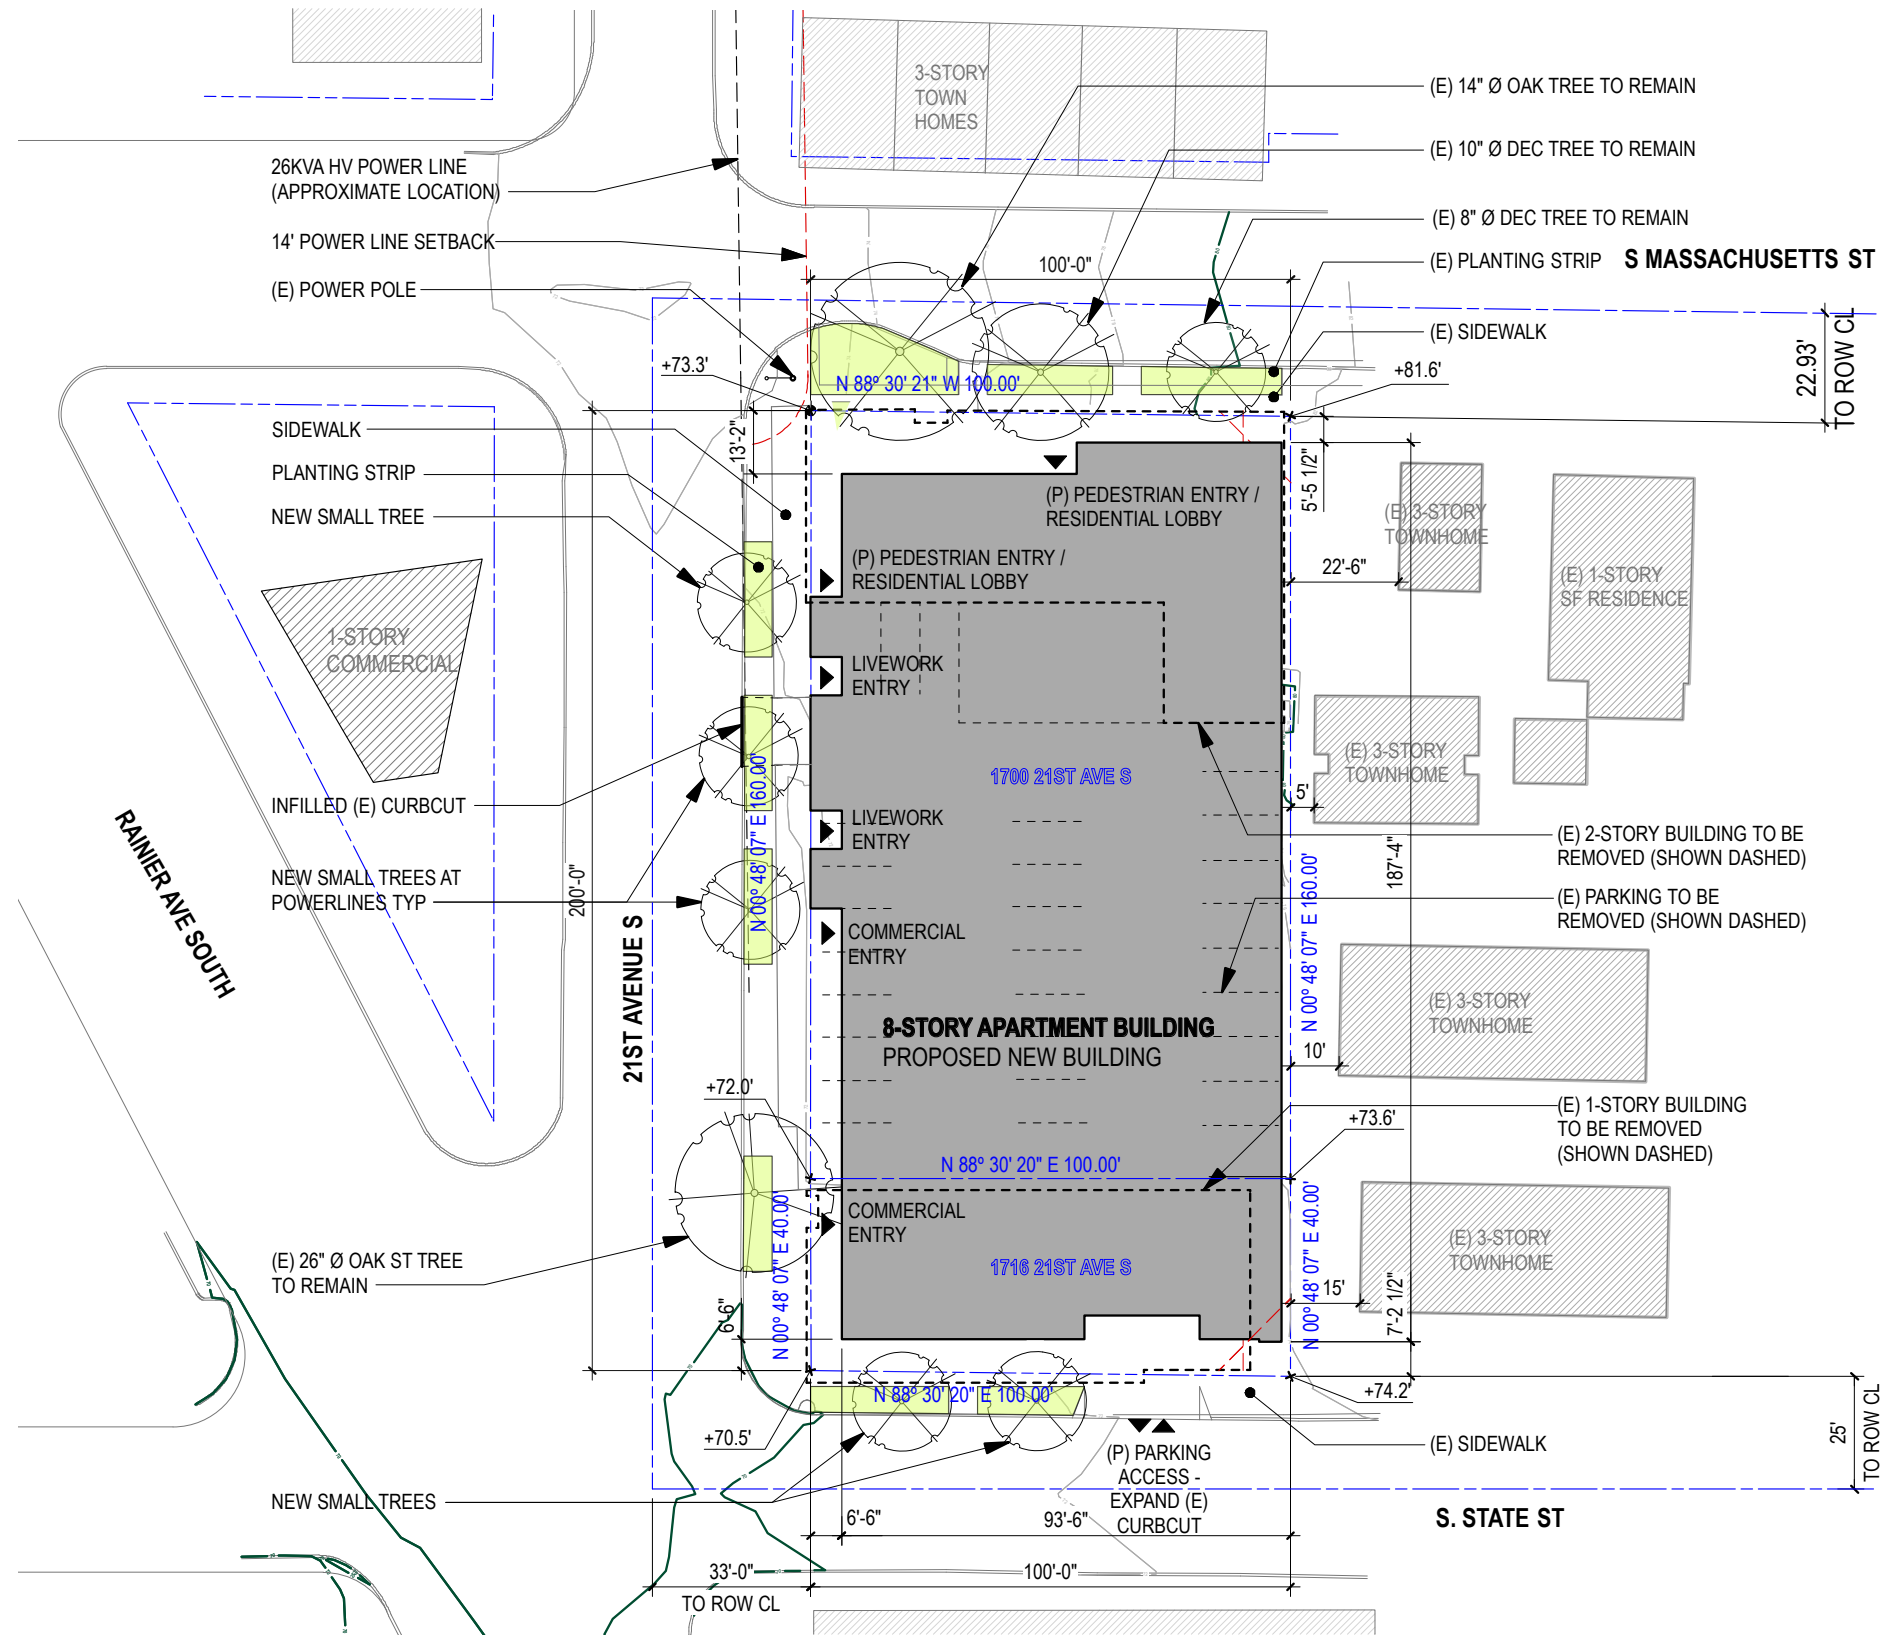 3-STORY
TOWN
HOMES
(E) 14" Ø OAK TREE TO REMAIN
(E) 10" Ø DEC TREE TO REMAIN
26KVA HV POWER LINE
(APPROXIMATE LOCATION)
(E) 8" Ø DEC TREE TO REMAIN
14' POWER LINE SETBACK
(E) PLANTING STRIP
S MASSACHUSETTS ST
100'-0"
(E) POWER POLE
(E) SIDEWALK
22.93'
TO ROW CL
+73.3'
N 88º 30' 21" W 100.00'
+81.6'
SIDEWALK
13'-2"
PLANTING STRIP
5'-5 1/2"
NEW SMALL TREE
(P) PEDESTRIAN ENTRY /
RESIDENTIAL LOBBY
(E) 3-STORY
TOWNHOME
(P) PEDESTRIAN ENTRY /
RESIDENTIAL LOBBY
22'-6"
(E) 1-STORY
SF RESIDENCE
1-STORY
COMMERCIAL
LIVEWORK
ENTRY
(E) 3-STORY
TOWNHOME
1700 21ST AVE S
5'
INFILLED (E) CURBCUT
N 00º 48' 07" E 160.00'
LIVEWORK
ENTRY
(E) 2-STORY BUILDING TO BE
REMOVED (SHOWN DASHED)
187'-4"
RAINIER AVE SOUTH
NEW SMALL TREES AT
POWERLINES TYP
200'-0"
(E) PARKING TO BE
REMOVED (SHOWN DASHED)
21ST AVENUE S
COMMERCIAL
ENTRY
N 00º 48' 07" E 160.00'
(E) 3-STORY
TOWNHOME
8-STORY APARTMENT BUILDING
PROPOSED NEW BUILDING
10'
+72.0'
(E) 1-STORY BUILDING
TO BE REMOVED
(SHOWN DASHED)
+73.6'
N 88º 30' 20" E 100.00'
COMMERCIAL
ENTRY
N 00º 48' 07" E 40.00'
N 00º 48' 07" E 40.00'
(E) 3-STORY
TOWNHOME
(E) 26" Ø OAK ST TREE
TO REMAIN
1716 21ST AVE S
15'
6'-6"
7'-2 1/2"
N 88º 30' 20" E 100.00'
+74.2'
+70.5'
(E) SIDEWALK
25'
TO ROW CL
(P) PARKING
ACCESS -
EXPAND (E)
CURBCUT
NEW SMALL TREES
6'-6"
93'-6"
S. STATE ST
33'-0"
TO ROW CL
100'-0"